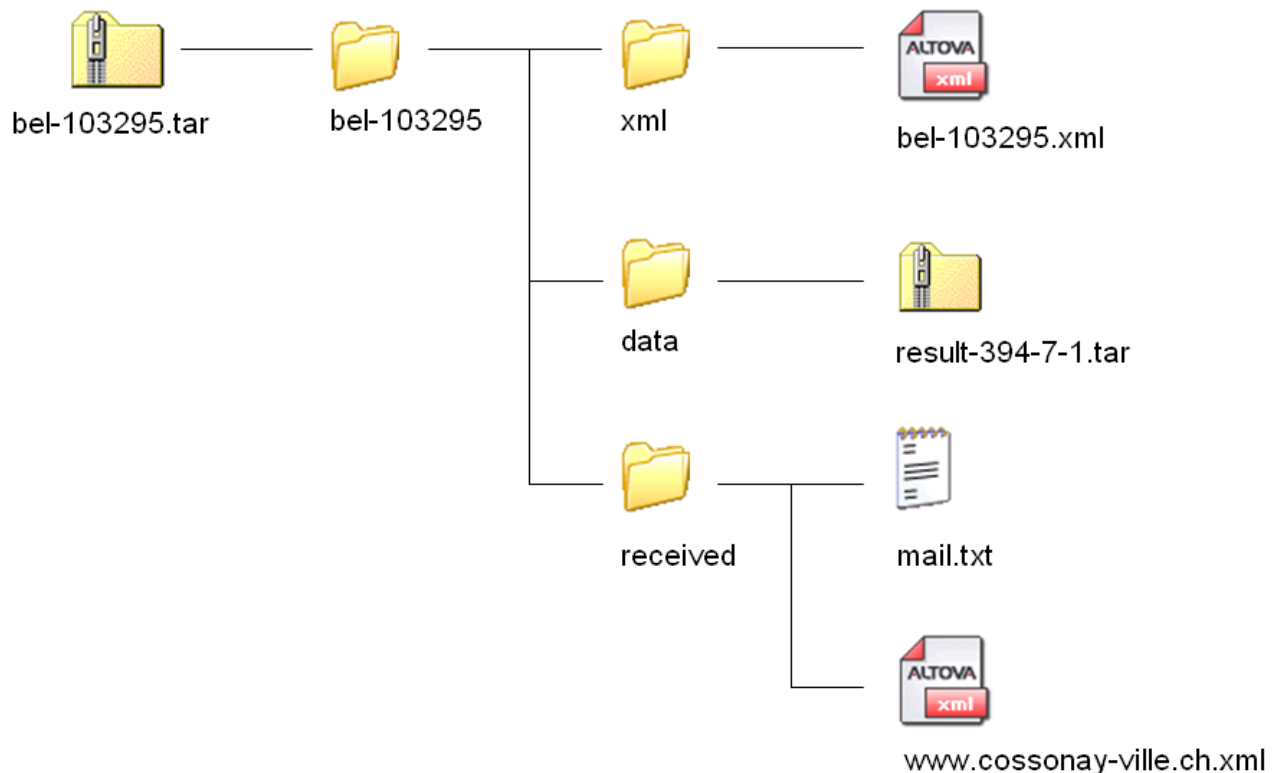 ALTOVA
xml
bel-103295.tar
bel-103295
xml
bel-103295.xml
data
result-394-7-1.tar
received
mail.txt
ALTOVA
xml
www.cossonay-ville.ch.xml